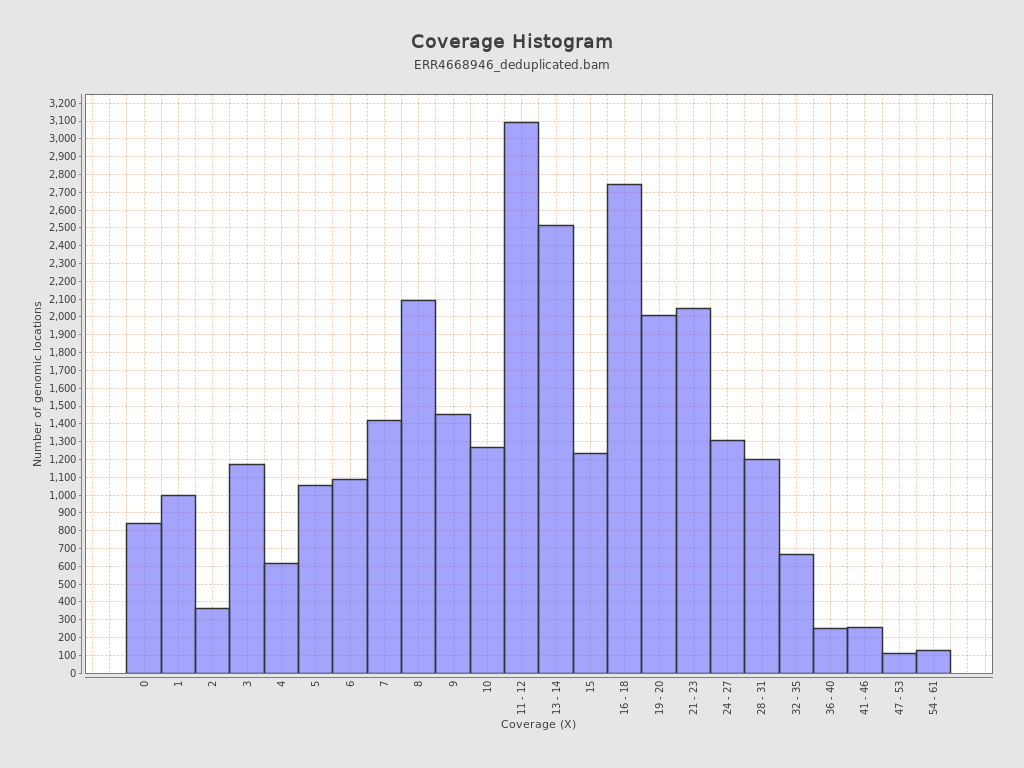 Coverage Histogram
ERR4668946_deduplicated.bam
Number of genomic locations
3,200
3,100
3,000
2,900
2,800
2,700
2,600
2,500
2,400
2,300
2,200
2,100
2,000
1,900
1,800
1,700
1,600
1,500
1,400
1,300
1,200
1,100
1,000
900
800
700
600
500
400
300
200
100
0
0
1
2
3
4
5
6
7
8
9
10
11 - 12
13 - 14
15
16 - 18
19 - 20
21 - 23
24 - 27
28 - 31
32 - 35
36 - 40
41 - 46
47 - 53
54 - 61
Coverage (X)